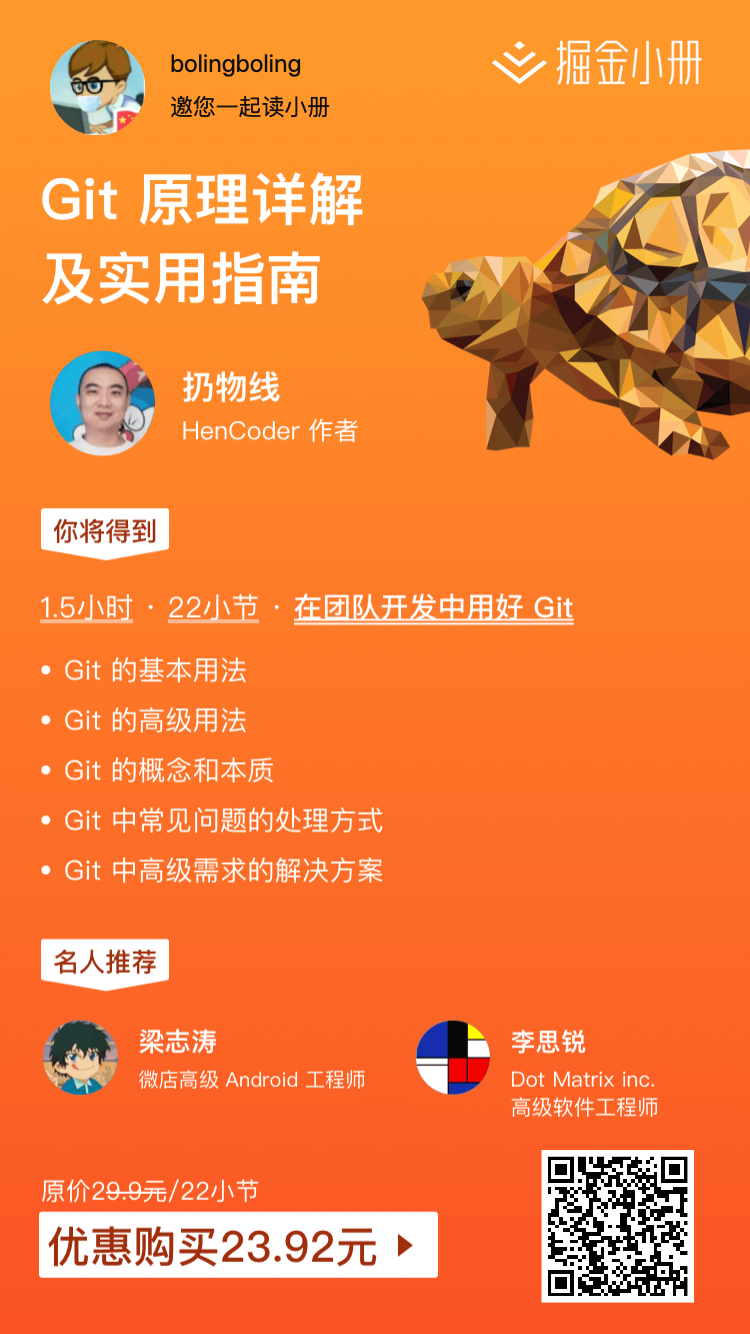 bolingboling
邀您一起读小册
掘金小册
Git 原理详解
及实用指南
扔物线
HenCoder 作者
你将得到
1.5小时 · 22小节 · 在团队开发中用好 Git
• Git 的基本用法
• Git 的高级用法
• Git 的概念和本质
• Git 中常见问题的处理方式
• Git 中高级需求的解决方案
名人推荐
梁志涛
微店高级 Android 工程师
李思锐
Dot Matrix inc.
高级软件工程师
原价29.9元/22小节
优惠购买23.92元